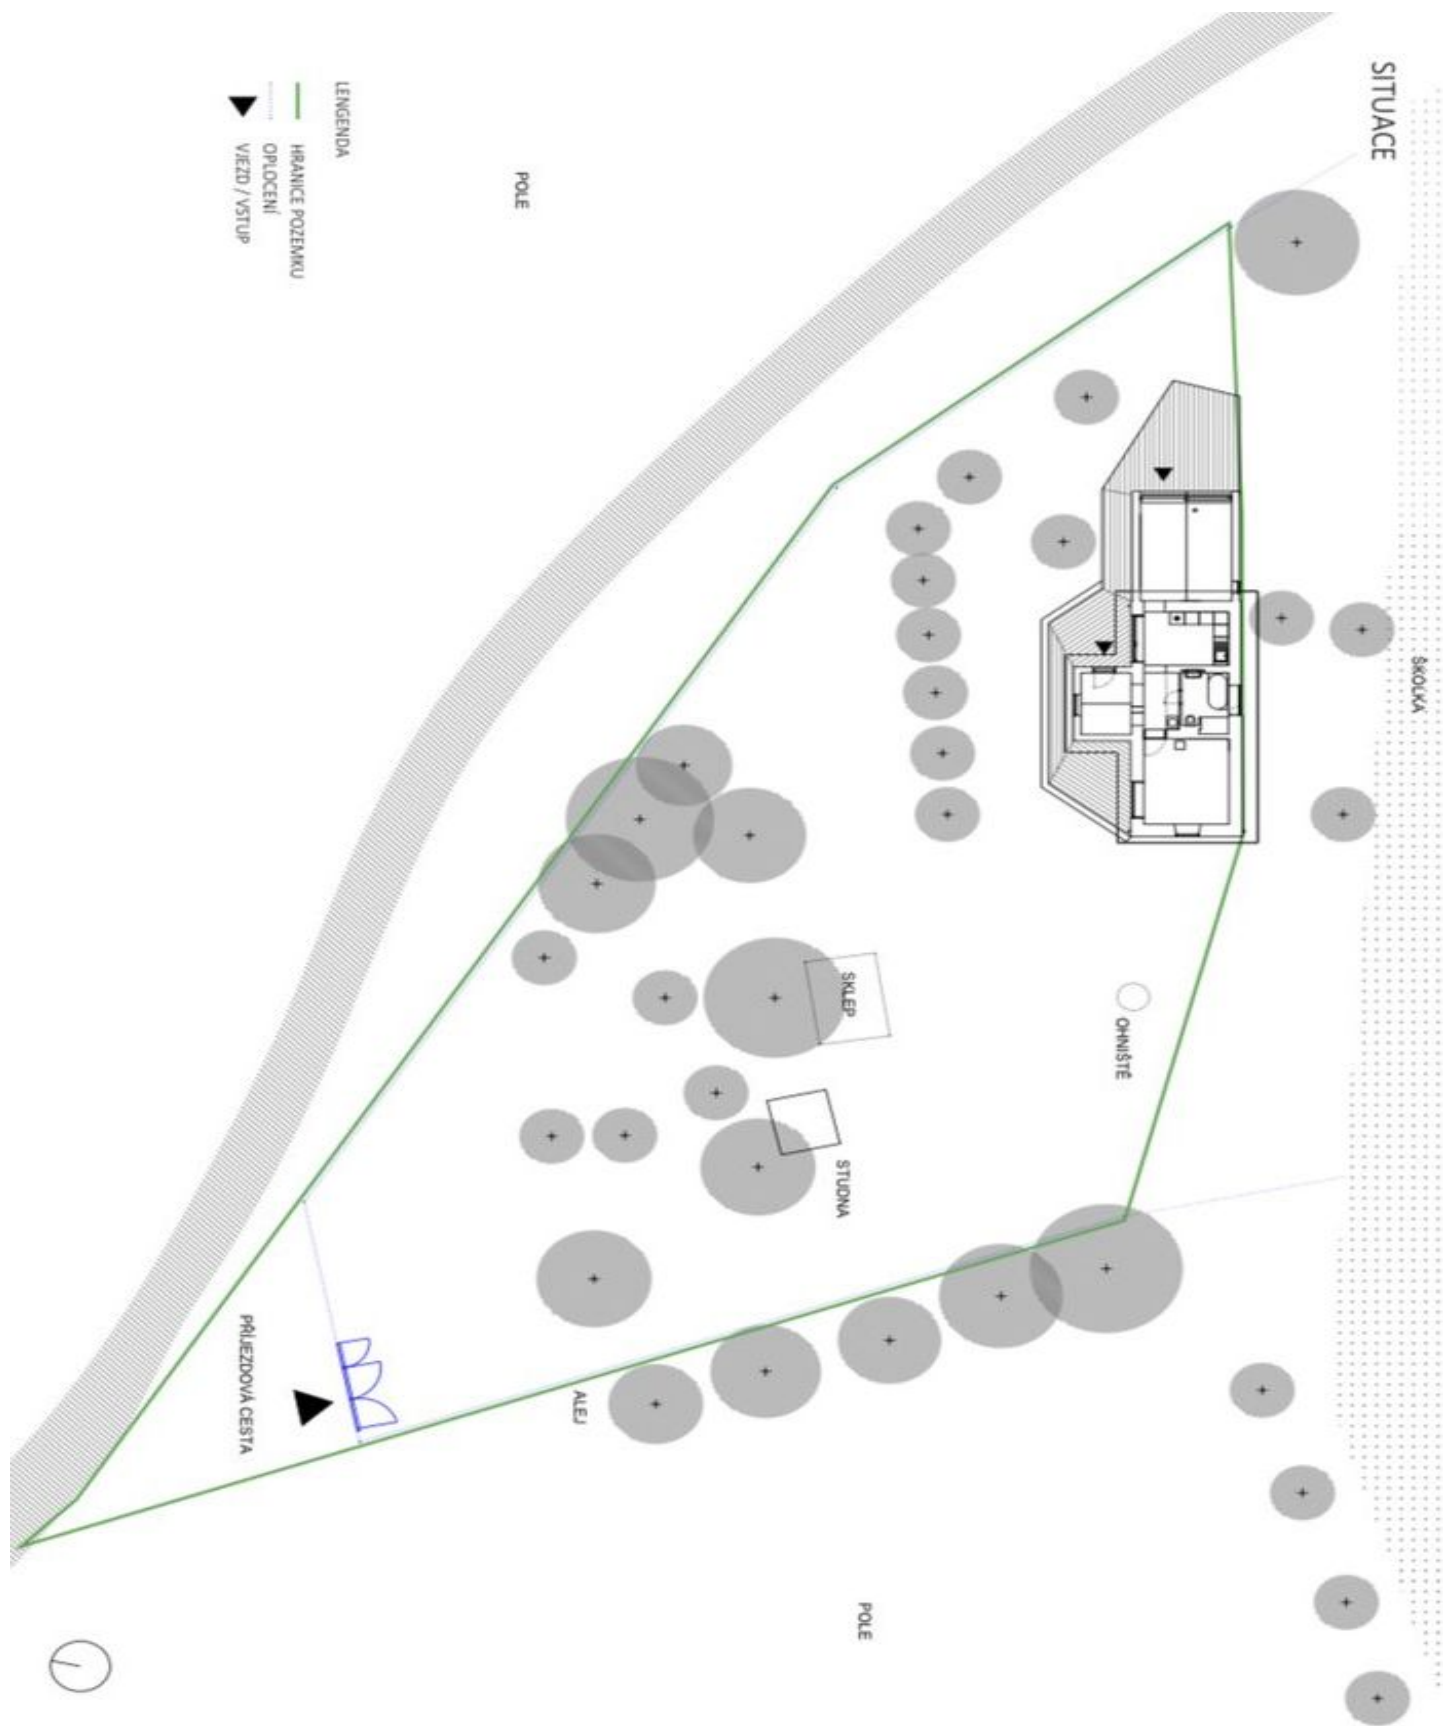 SITUACE
LENGENDA
HRANICE POZEMKU
OPLOCENÍ
VJEZD / VSTUP
POLE
ŠKOLKA
SKLEP
OHNIŠTĚ
STUDNA
PŘÍJEZDOVÁ CESTA
ALEJ
POLE